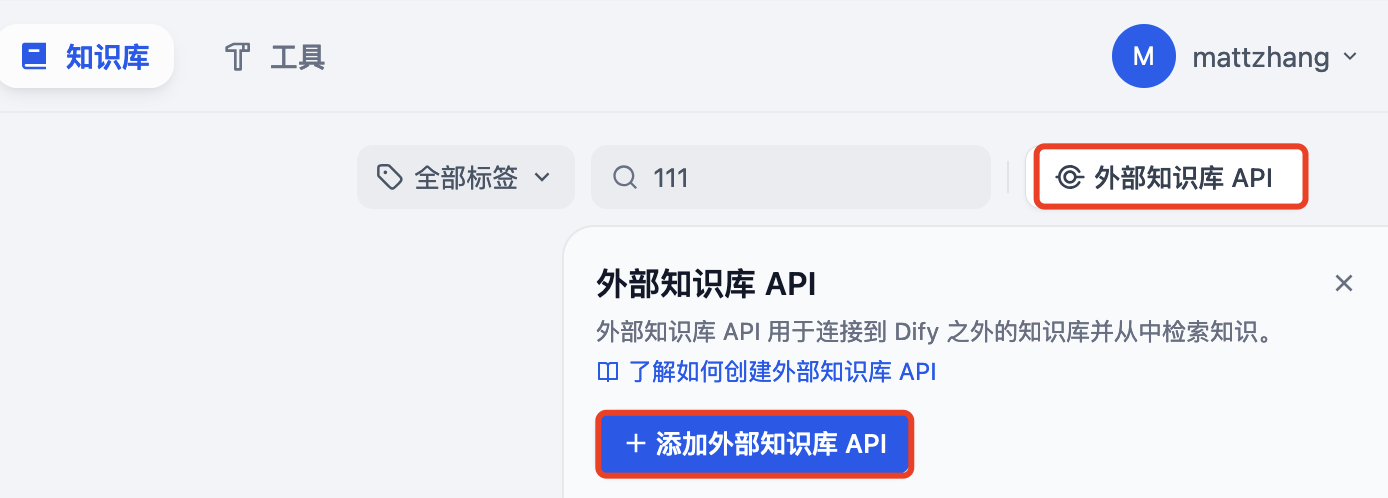 知识库 工具 M mattzhang
全部标签 111 外部知识库 API
外部知识库 API
外部知识库 API 用于连接到 Dify 之外的知识库并从中检索知识。
了解如何创建外部知识库 API
+ 添加外部知识库 API